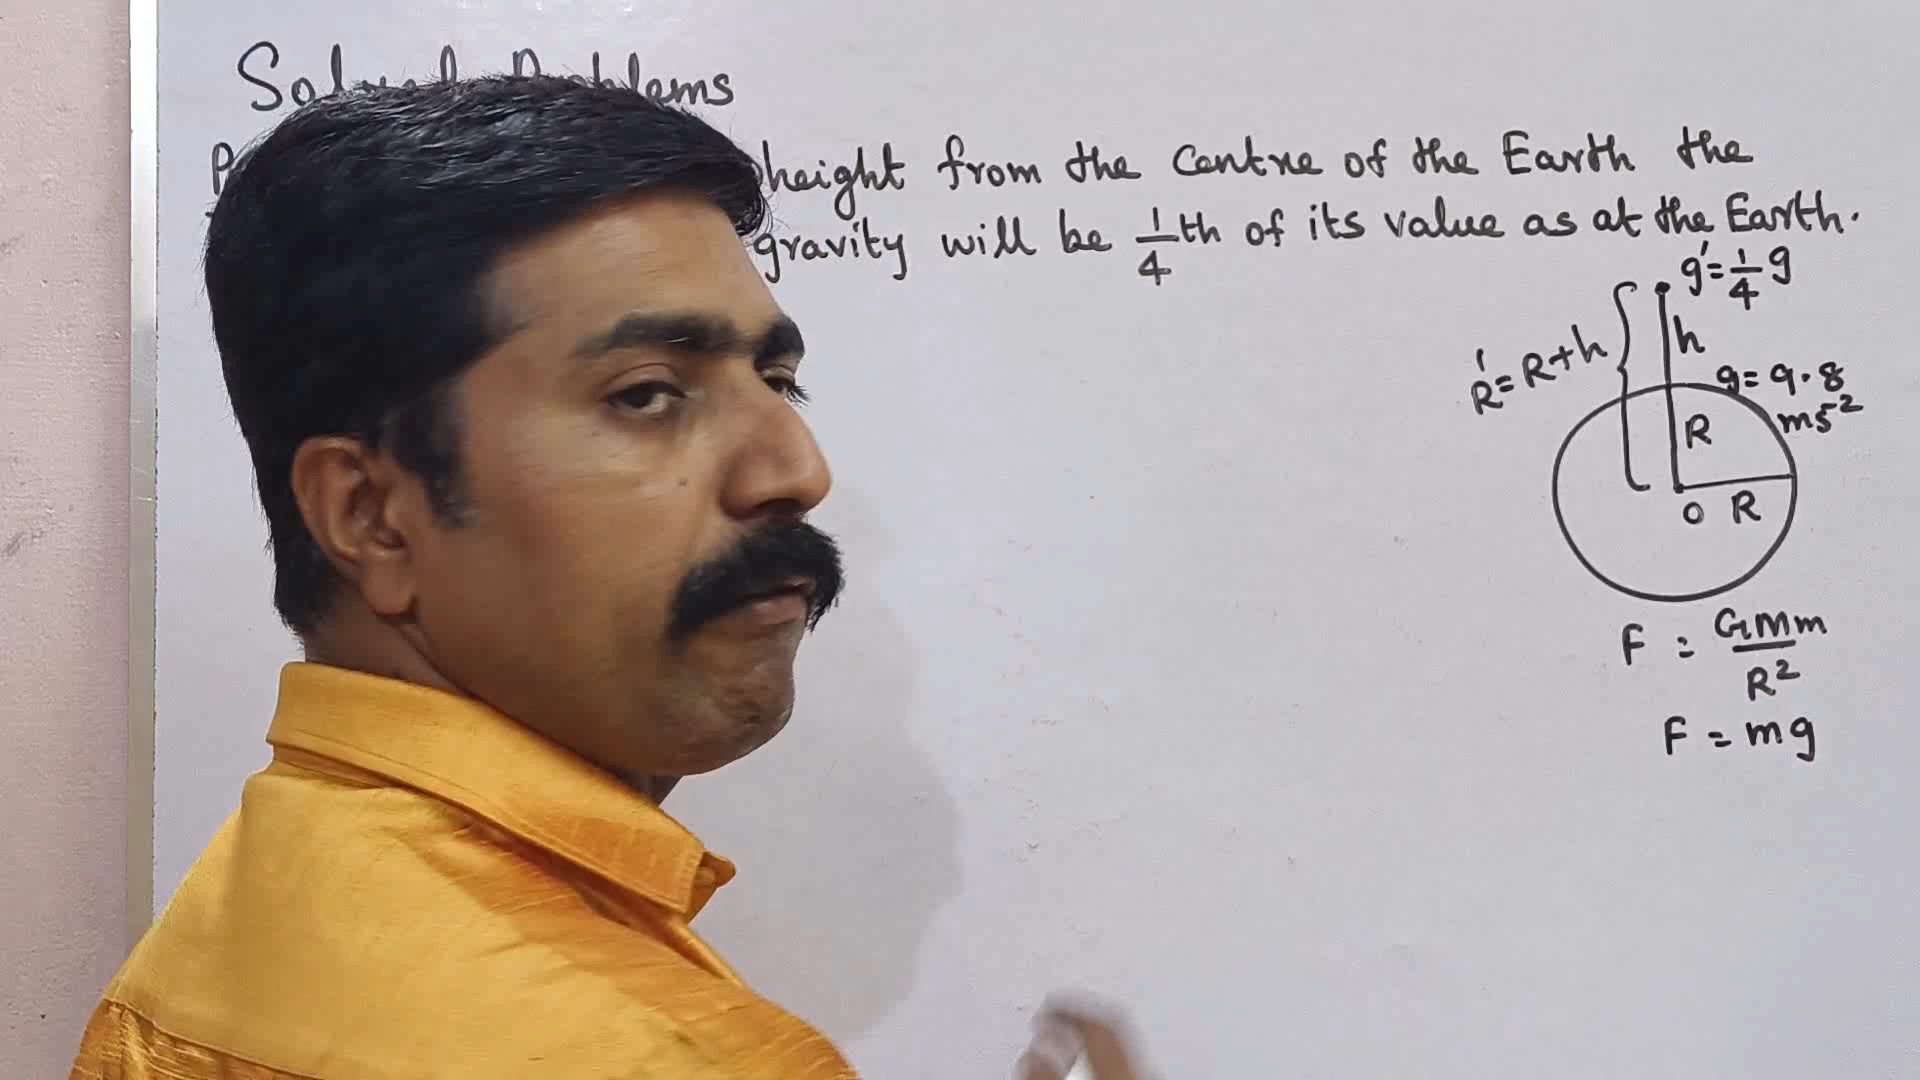 Problems
height from the Centre of the Earth the
gravity will be 1/4 th of its value as at the Earth.
g' = 1/4 g
h
R' = R + h
g = 9.8
ms⁻²
R
O R
F = GMm/R²
F = mg